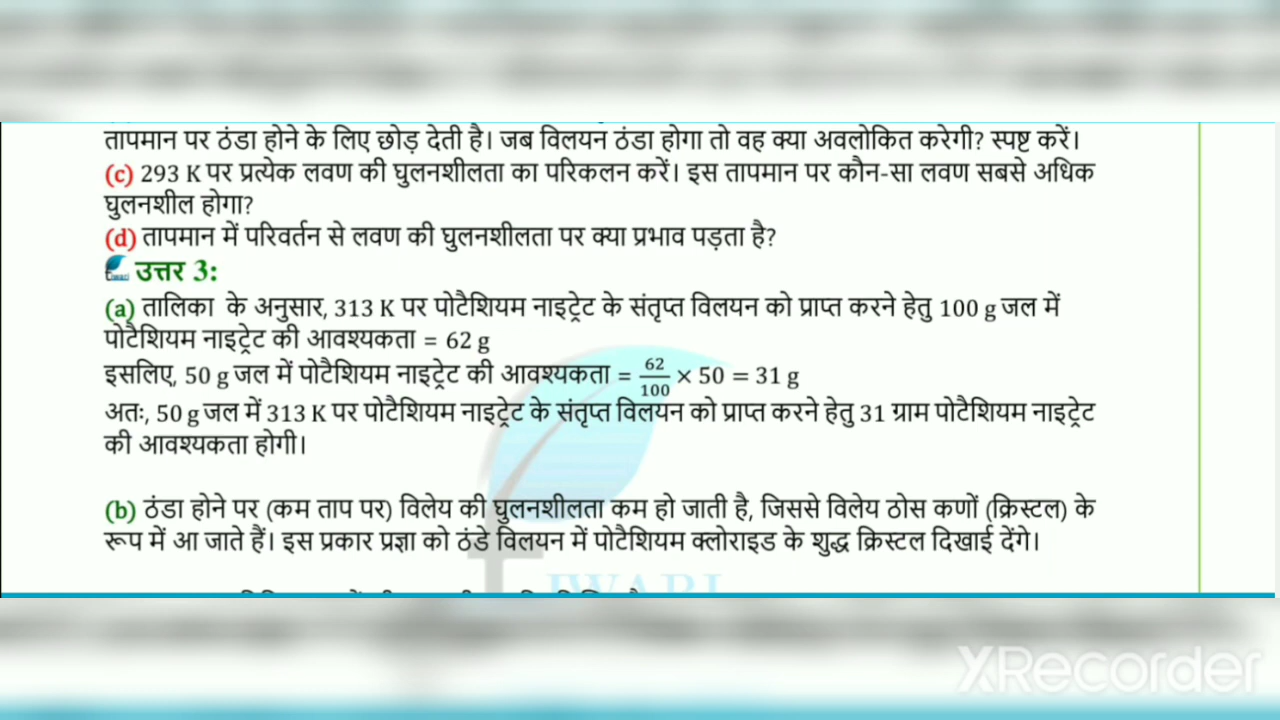 तापमान पर ठंडा होने के लिए छोड़ देती है। जब विलयन ठंडा होगा तो वह क्या अवलोकित करेगी? स्पष्ट करें।
(c) 293 K पर प्रत्येक लवण की घुलनशीलता का परिकलन करें। इस तापमान पर कौन-सा लवण सबसे अधिक
घुलनशील होगा?
(d) तापमान में परिवर्तन से लवण की घुलनशीलता पर क्या प्रभाव पड़ता है?
उत्तर 3:
(a) तालिका के अनुसार, 313 K पर पोटैशियम नाइट्रेट के संतृप्त विलयन को प्राप्त करने हेतु 100 g जल में
पोटैशियम नाइट्रेट की आवश्यकता = 62 g
इसलिए, 50 g जल में पोटैशियम नाइट्रेट की आवश्यकता = 62/100 × 50 = 31 g
अतः, 50 g जल में 313 K पर पोटैशियम नाइट्रेट के संतृप्त विलयन को प्राप्त करने हेतु 31 ग्राम पोटैशियम नाइट्रेट
की आवश्यकता होगी।
(b) ठंडा होने पर (कम ताप पर) विलेय की घुलनशीलता कम हो जाती है, जिससे विलेय ठोस कणों (क्रिस्टल) के
रूप में आ जाते हैं। इस प्रकार प्रज्ञा को ठंडे विलयन में पोटैशियम क्लोराइड के शुद्ध क्रिस्टल दिखाई देंगे।
XRecorder